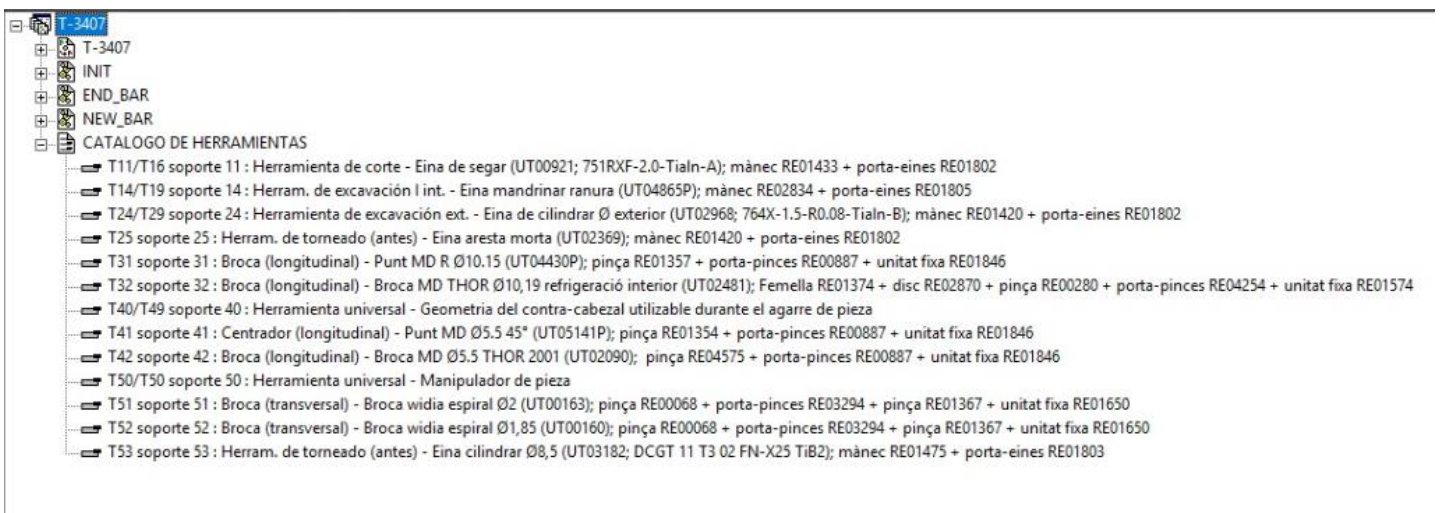 T-3407
T-3407
INIT
END_BAR
NEW_BAR
CATALOGO DE HERRAMIENTAS
T11/T16 soporte 11 : Herramienta de corte - Eina de segar (UT00921; 751RXF-2.0-Tialn-A); mànec RE01433 + porta-eines RE01802
T14/T19 soporte 14 : Herram. de excavación l int. - Eina mandrinar ranura (UT04865P); mànec RE02834 + porta-eines RE01805
T24/T29 soporte 24 : Herramienta de excavación ext. - Eina de cilindrar Ø exterior (UT02968; 764X-1.5-R0.08-Tialn-B); mànec RE01420 + porta-eines RE01802
T25 soporte 25 : Herram. de torneado (antes) - Eina aresta morta (UT02369); mànec RE01420 + porta-eines RE01802
T31 soporte 31 : Broca (longitudinal) - Punt MD R Ø10.15 (UT04430P); pinça RE01357 + porta-pinces RE00887 + unitat fixa RE01846
T32 soporte 32 : Broca (longitudinal) - Broca MD THOR Ø10,19 refrigeració interior (UT02481); Femella RE01374 + disc RE02870 + pinça RE00280 + porta-pinces RE04254 + unitat fixa RE01574
T40/T49 soporte 40 : Herramienta universal - Geometria del contra-cabezal utilizable durante el agarre de pieza
T41 soporte 41 : Centrador (longitudinal) - Punt MD Ø5.5 45° (UT05141P); pinça RE01354 + porta-pinces RE00887 + unitat fixa RE01846
T42 soporte 42 : Broca (longitudinal) - Broca MD Ø5.5 THOR 2001 (UT02090);  pinça RE04575 + porta-pinces RE00887 + unitat fixa RE01846
T50/T50 soporte 50 : Herramienta universal - Manipulador de pieza
T51 soporte 51 : Broca (transversal) - Broca widia espiral Ø2 (UT00163); pinça RE00068 + porta-pinces RE03294 + pinça RE01367 + unitat fixa RE01650
T52 soporte 52 : Broca (transversal) - Broca widia espiral Ø1,85 (UT00160); pinça RE00068 + porta-pinces RE03294 + pinça RE01367 + unitat fixa RE01650
T53 soporte 53 : Herram. de torneado (antes) - Eina cilindrar Ø8,5 (UT03182; DCGT 11 T3 02 FN-X25 TiB2); mànec RE01475 + porta-eines RE01803